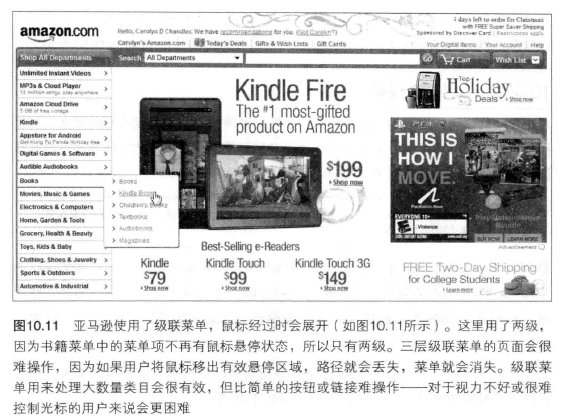 amazon.com
Hello, Carolyn D Chandler. We have recommendations for you. (Not Carolyn?)
4 days left to order for Christmas
with FREE Super Saver Shipping
Sponsored by Discover Card | Restrictions apply
Carolyn's Amazon.com | Today's Deals | Gifts & Wish Lists | Gift Cards
Your Digital Items | Your Account | Help
Shop All Departments
Search All Departments
GO
Cart
Wish List
Unlimited Instant Videos
MP3s & Cloud Player
Amazon Cloud Drive
5 GB of free storage
Kindle
Appstore for Android
Digital Games & Software
Audible Audiobooks
Books
Movies, Music & Games
Electronics & Computers
Home, Garden & Tools
Grocery, Health & Beauty
Toys, Kids & Baby
Clothing, Shoes & Jewelry
Sports & Outdoors
Automotive & Industrial
> Books
> Kindle Books
> Children's Books
> Textbooks
> Audiobooks
> Magazines
Kindle Fire
The #1 most-gifted
product on Amazon
$199
› Shop now
Best-Selling e-Readers
Kindle
$79
› Shop now
Kindle Touch
$99
› Shop now
Kindle Touch 3G
$149
› Shop now
Top
Holiday
Deals › Shop now
THIS IS
HOW I
MOVE
PlayStation Move
EVERYONE 10+
Violence
PlayStation Move
Bundle
BUY NOW
LEARN MORE
Advertisement
FREE Two-Day Shipping
for College Students
› Learn more
图10.11 亚马逊使用了级联菜单，鼠标经过时会展开（如图10.11所示）。这里用了两级，
因为书籍菜单中的菜单项不再有鼠标悬停状态，所以只有两级。三层级联菜单的页面会很
难操作，因为如果用户将鼠标移出有效悬停区域，路径就会丢失，菜单就会消失。级联菜
单用来处理大数量类目会很有效，但比简单的按钮或链接难操作——对于视力不好或很难
控制光标的用户来说会更困难